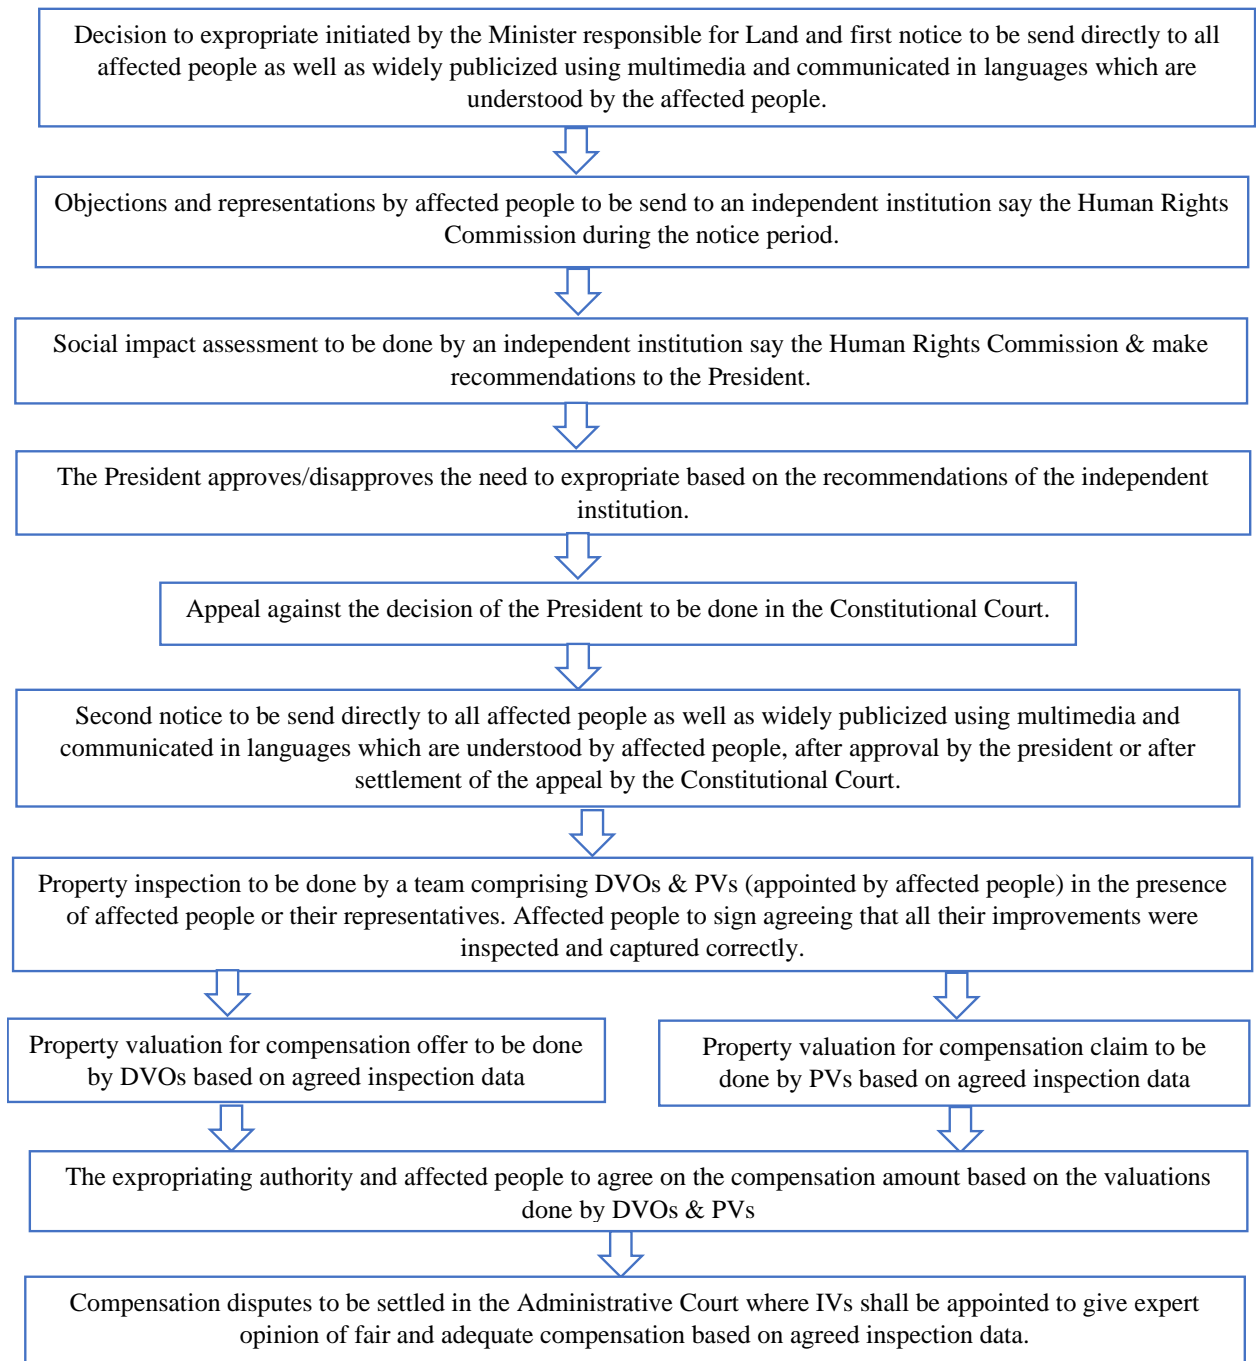 Decision to expropriate initiated by the Minister responsible for Land and first notice to be send directly to all
affected people as well as widely publicized using multimedia and communicated in languages which are
understood by the affected people.
Objections and representations by affected people to be send to an independent institution say the Human Rights
Commission during the notice period.
Social impact assessment to be done by an independent institution say the Human Rights Commission & make
recommendations to the President.
The President approves/disapproves the need to expropriate based on the recommendations of the independent
institution.
Appeal against the decision of the President to be done in the Constitutional Court.
Second notice to be send directly to all affected people as well as widely publicized using multimedia and
communicated in languages which are understood by affected people, after approval by the president or after
settlement of the appeal by the Constitutional Court.
Property inspection to be done by a team comprising DVOs & PVs (appointed by affected people) in the presence
of affected people or their representatives. Affected people to sign agreeing that all their improvements were
inspected and captured correctly.
Property valuation for compensation offer to be done
by DVOs based on agreed inspection data
Property valuation for compensation claim to be
done by PVs based on agreed inspection data
The expropriating authority and affected people to agree on the compensation amount based on the valuations
done by DVOs & PVs
Compensation disputes to be settled in the Administrative Court where IVs shall be appointed to give expert
opinion of fair and adequate compensation based on agreed inspection data.